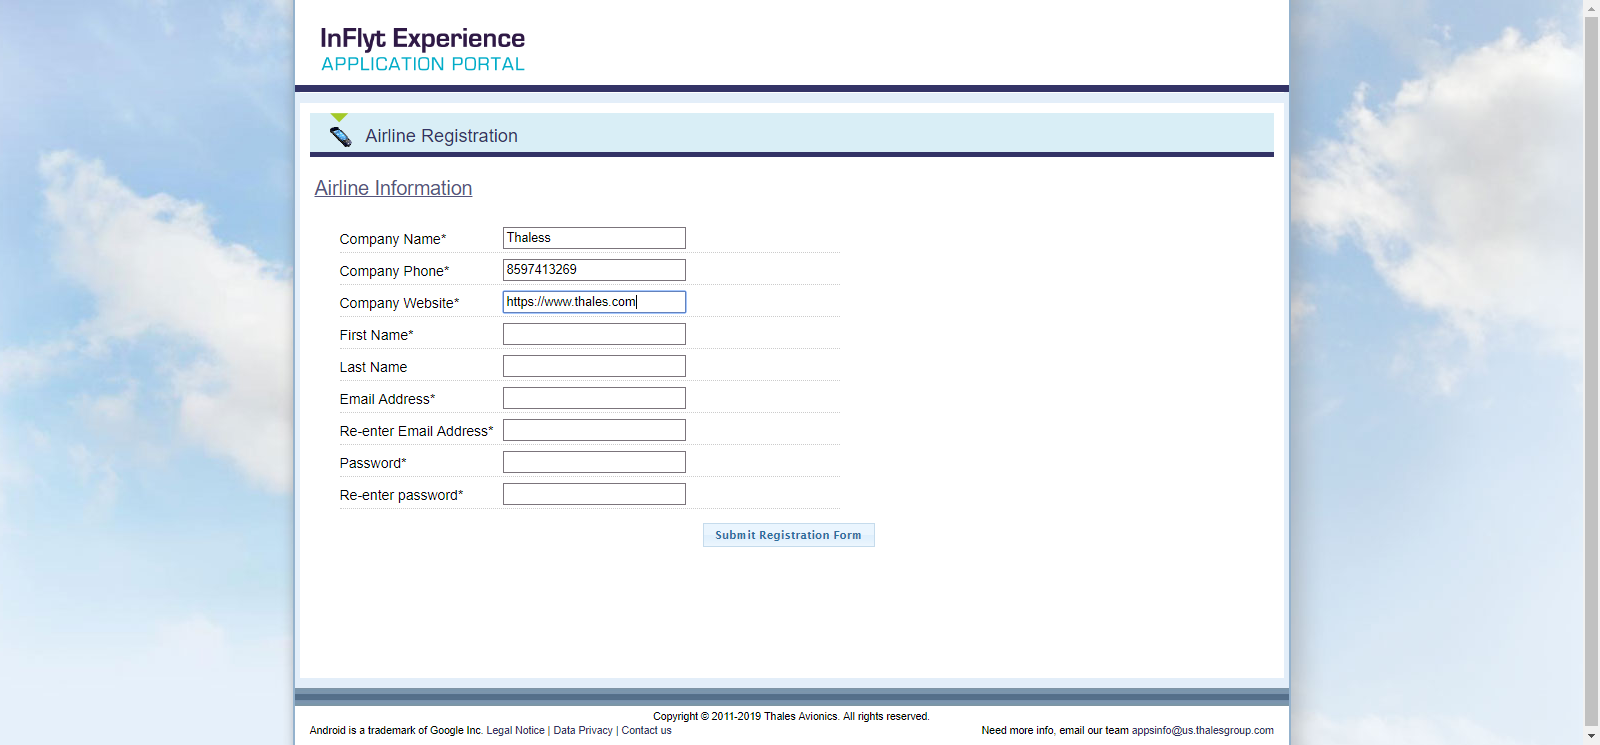 InFlyt Experience
APPLICATION PORTAL
Airline Registration
Airline Information
Company Name* Thaless
Company Phone* 8597413269
Company Website* https://www.thales.com
First Name*
Last Name
Email Address*
Re-enter Email Address*
Password*
Re-enter password*
Submit Registration Form
Copyright © 2011-2019 Thales Avionics. All rights reserved.
Android is a trademark of Google Inc. Legal Notice | Data Privacy | Contact us Need more info, email our team appsinfo@us.thalesgroup.com